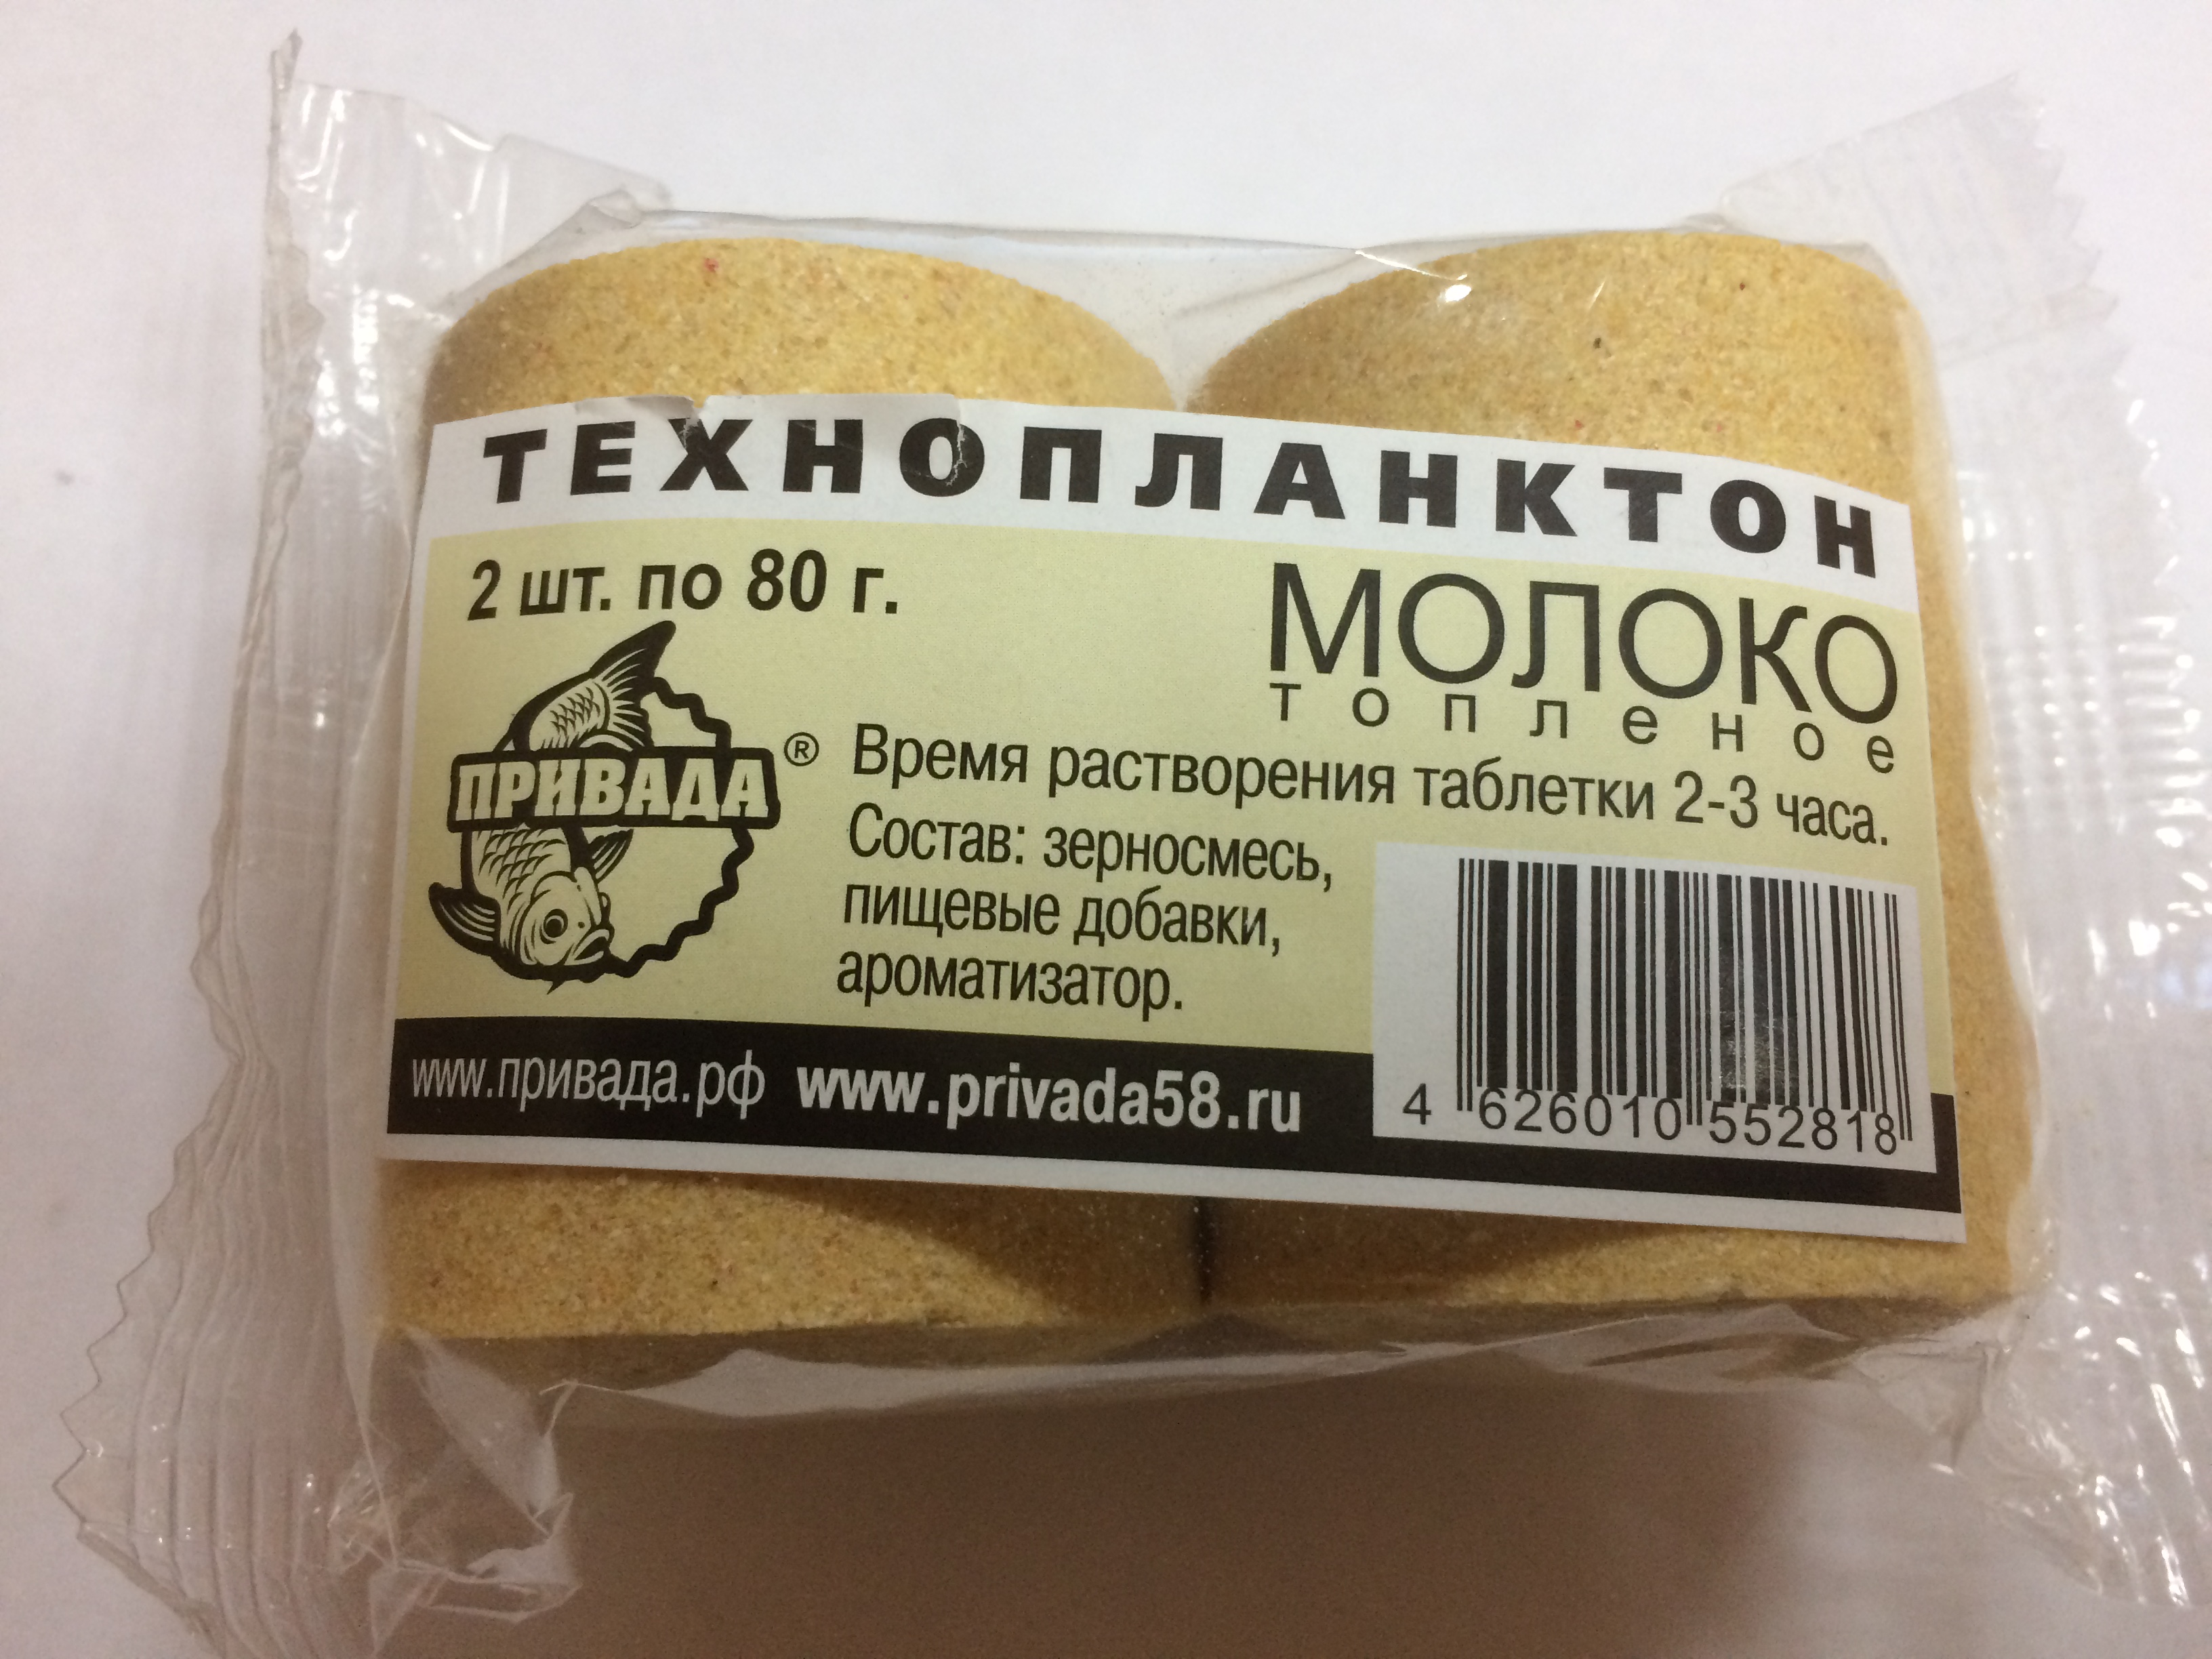 ТЕХНОПЛАНКТОН
2 шт. по 80 г.
МОЛОКО
топленое
ПРИВАДА®
Время растворения таблетки 2-3 часа.
Состав: зерносмесь,
пищевые добавки,
ароматизатор.
www.привада.рф www.privada58.ru
4 626010 552818